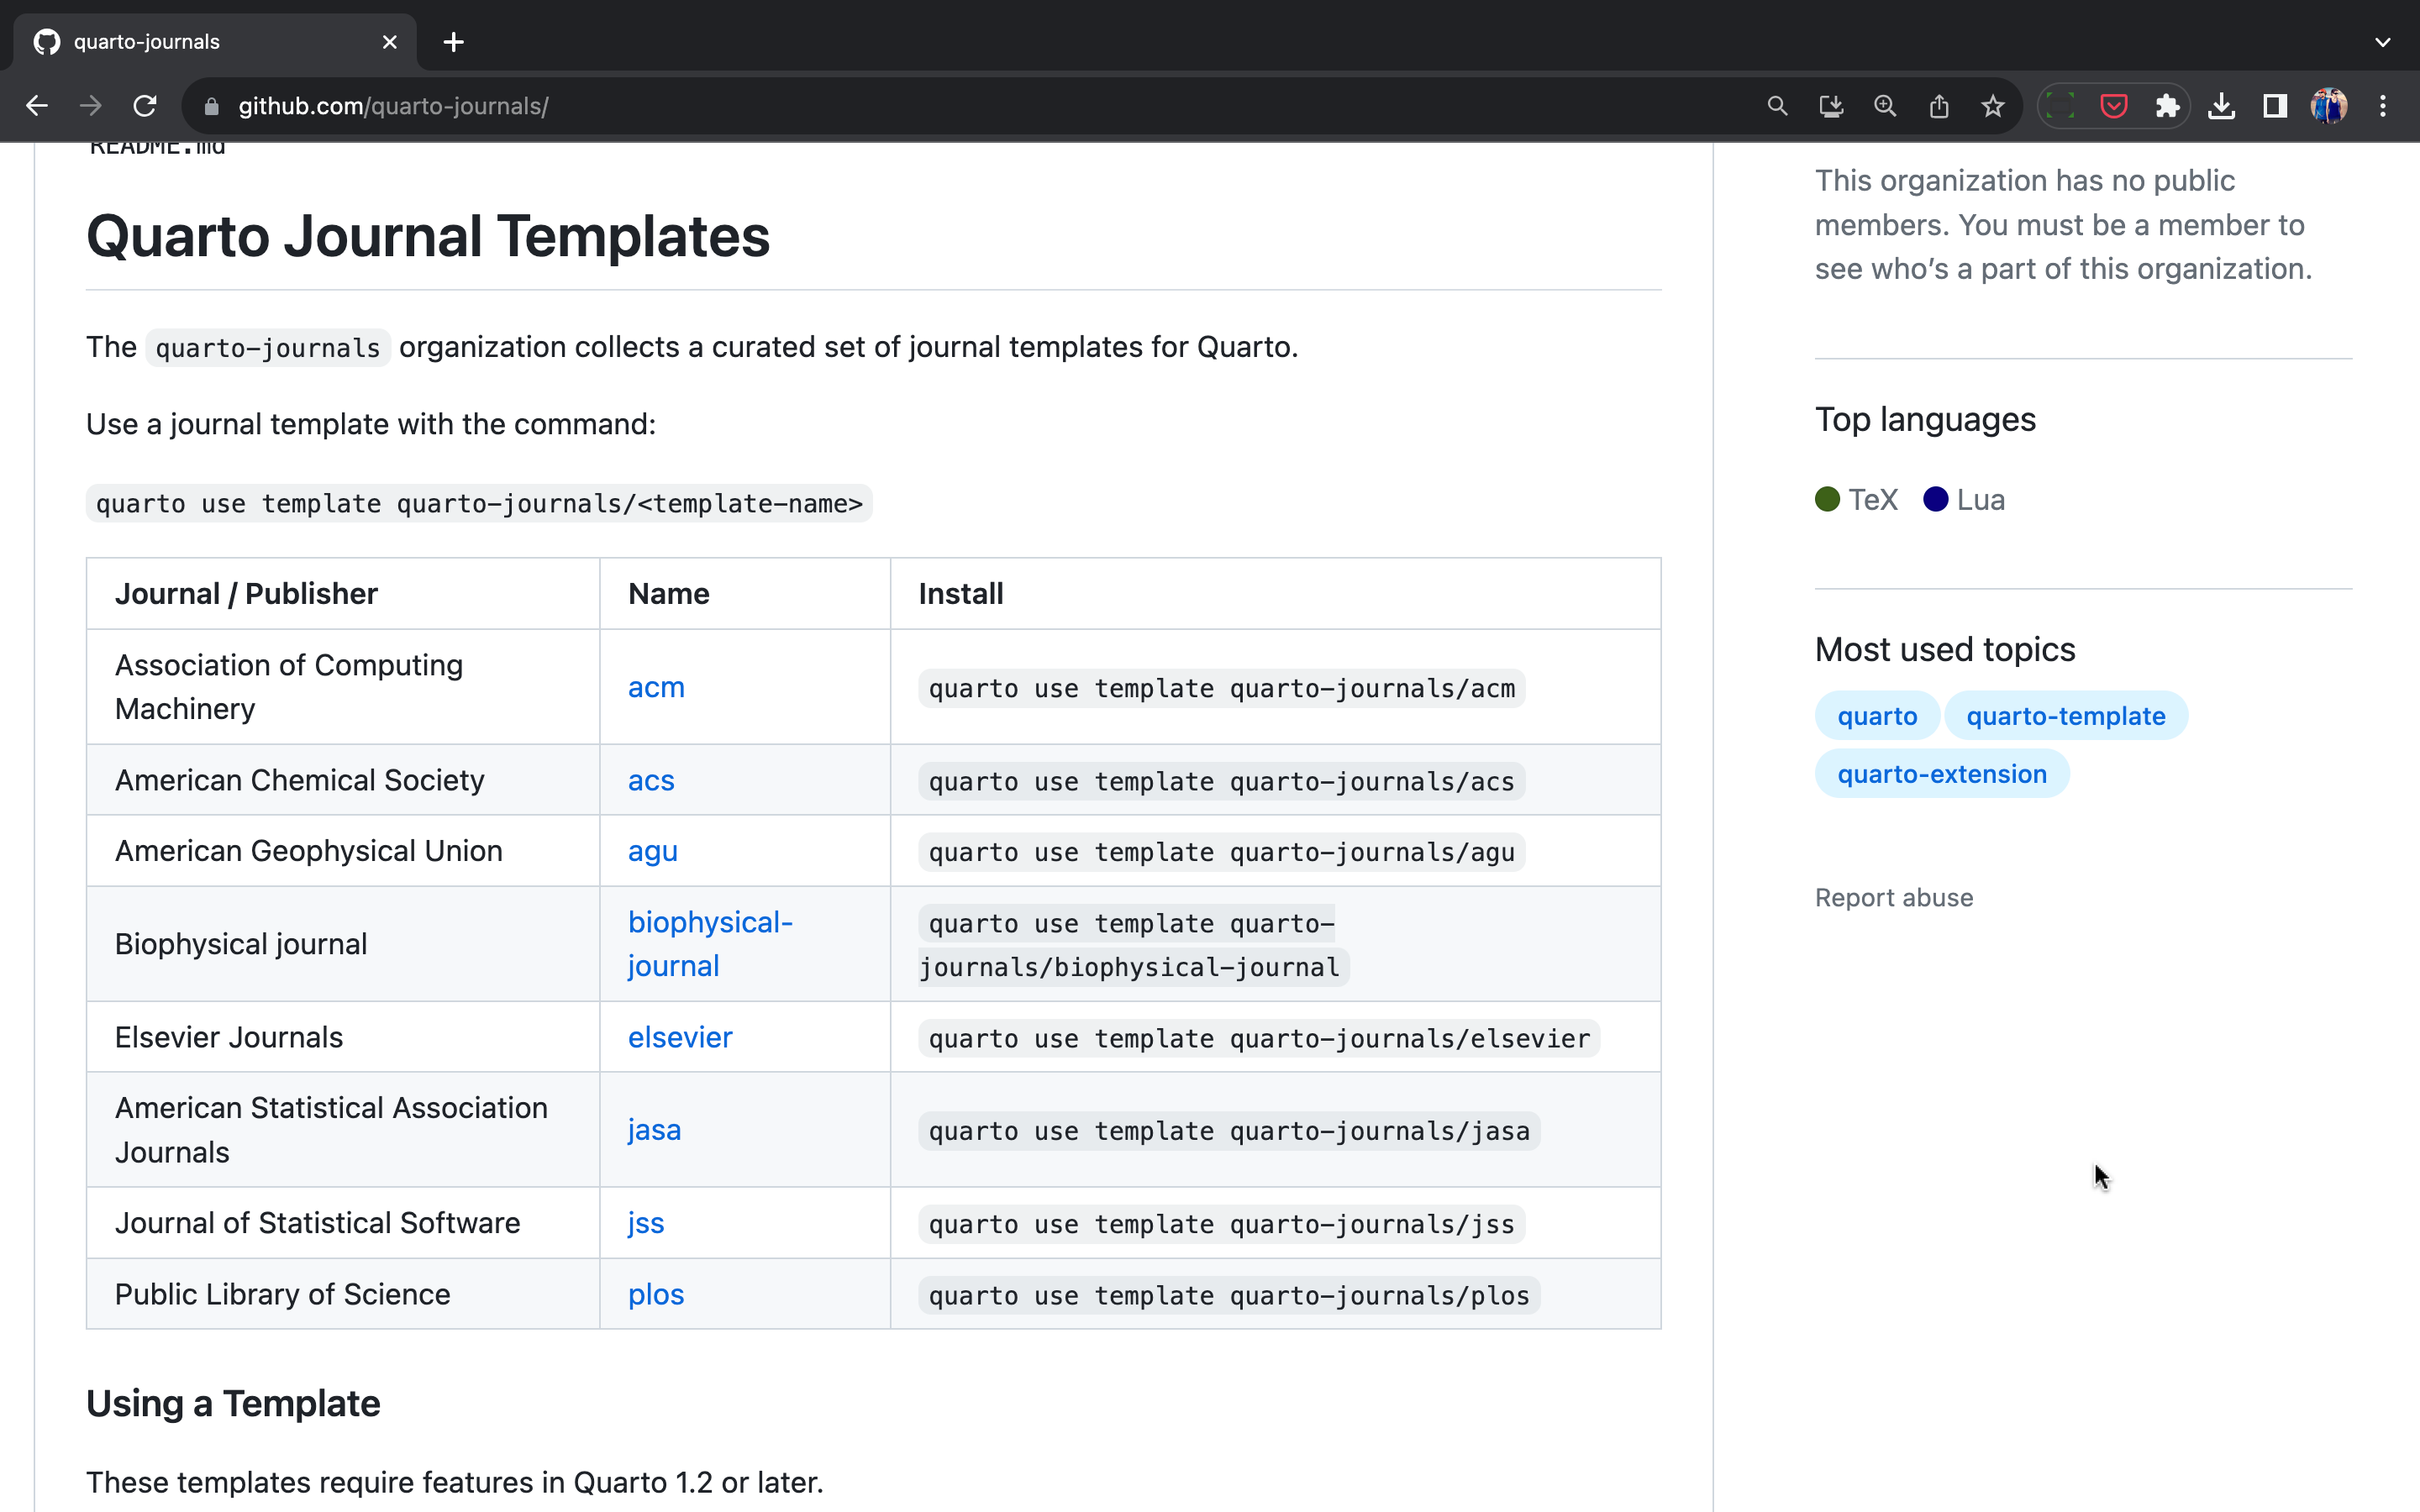 quarto-journals
github.com/quarto-journals/
README.md
Quarto Journal Templates
The quarto-journals organization collects a curated set of journal templates for Quarto.
Use a journal template with the command:
quarto use template quarto-journals/<template-name>
Journal / Publisher Name Install
Association of Computing
Machinery
acm
quarto use template quarto-journals/acm
American Chemical Society acs quarto use template quarto-journals/acs
American Geophysical Union agu quarto use template quarto-journals/agu
Biophysical journal
biophysical-
journal
quarto use template quarto-
journals/biophysical-journal
Elsevier Journals elsevier quarto use template quarto-journals/elsevier
American Statistical Association
Journals
jasa
quarto use template quarto-journals/jasa
Journal of Statistical Software jss quarto use template quarto-journals/jss
Public Library of Science plos quarto use template quarto-journals/plos
Using a Template
These templates require features in Quarto 1.2 or later.
This organization has no public
members. You must be a member to
see who’s a part of this organization.
Top languages
TeX Lua
Most used topics
quarto quarto-template
quarto-extension
Report abuse